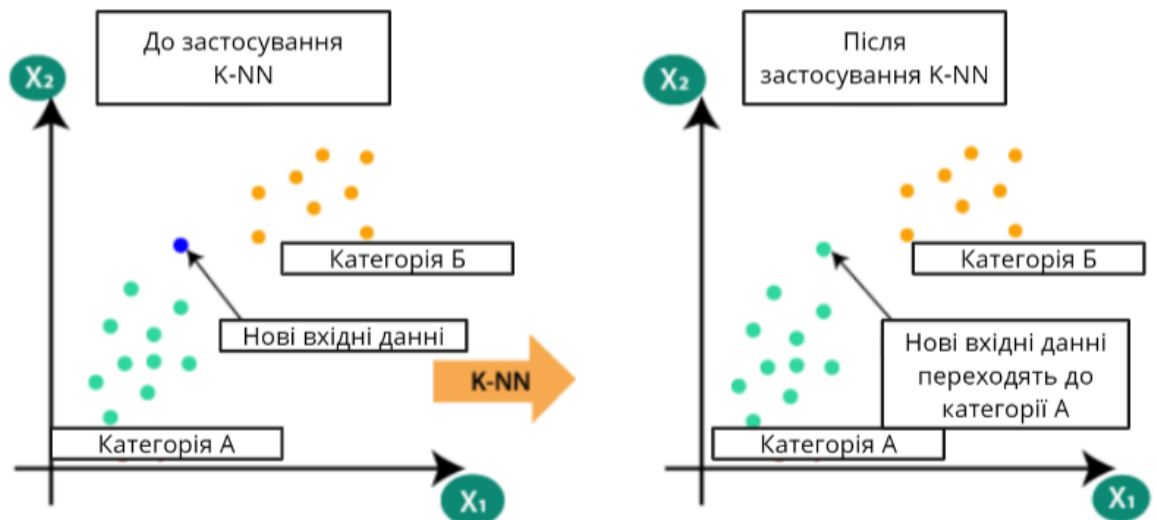 До застосування
K-NN
X₂
Категорія Б
Нові вхідні данні
K-NN
Категорія А
X₁
Після
застосування K-NN
X₂
Категорія Б
Нові вхідні данні
переходять до
категорії А
Категорія А
X₁